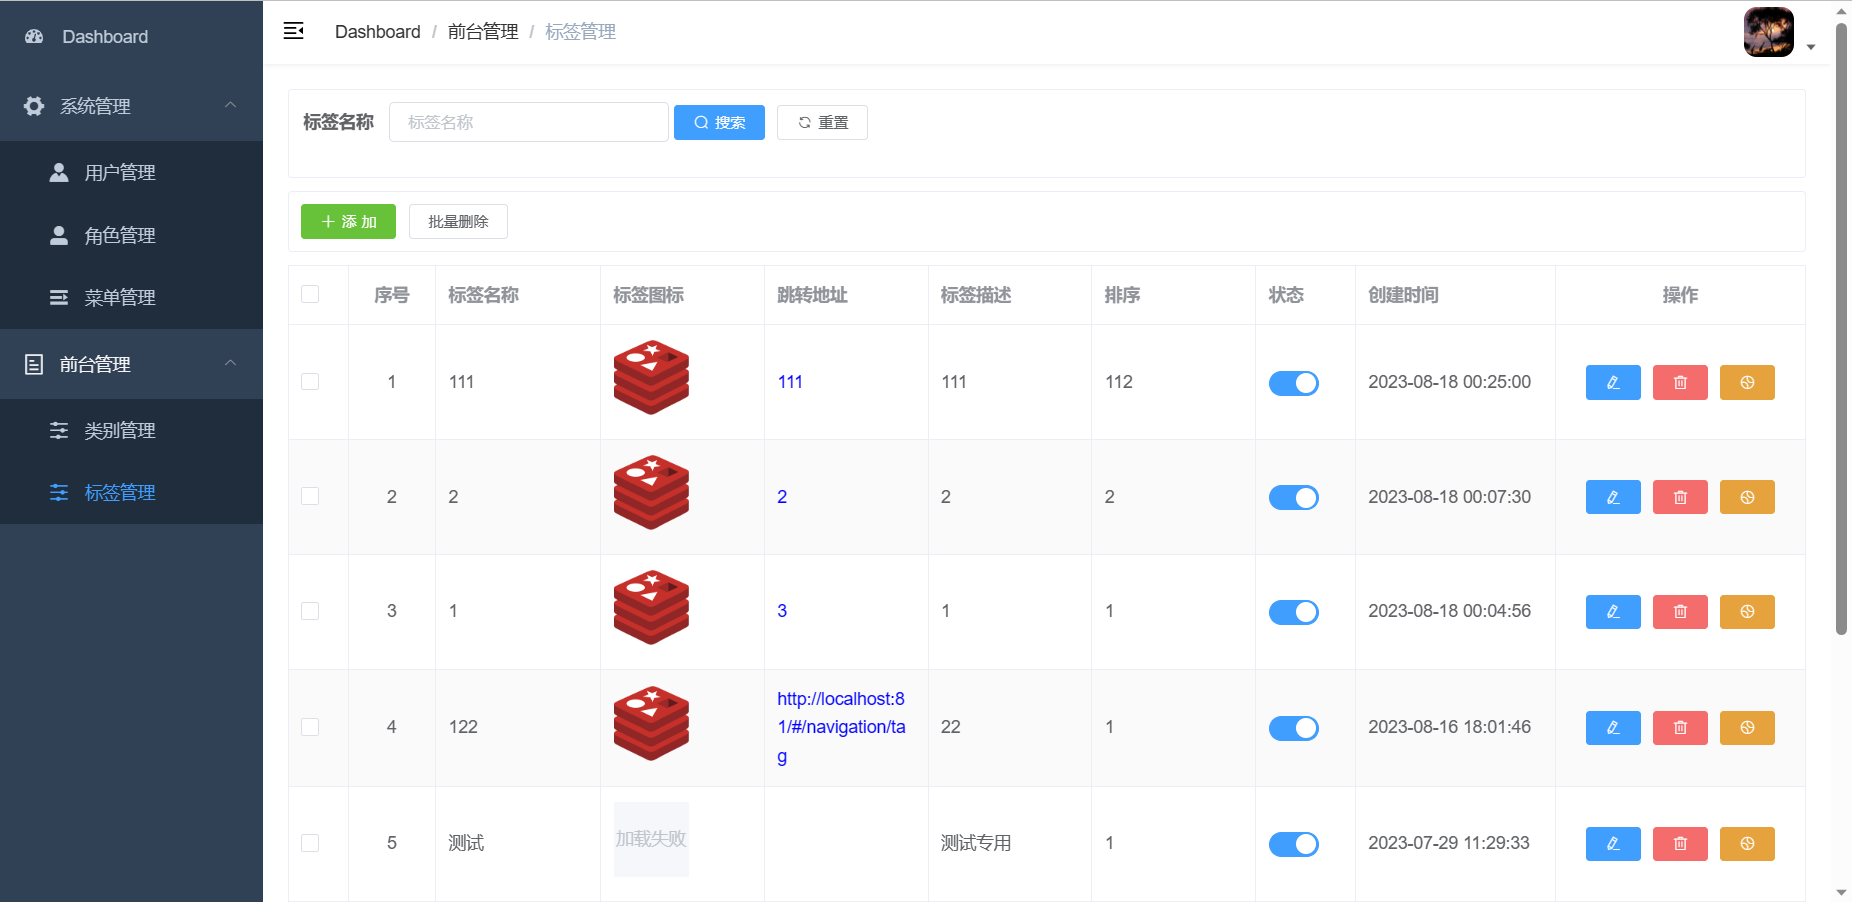 Dashboard
系统管理
用户管理
角色管理
菜单管理
前台管理
类别管理
标签管理
Dashboard / 前台管理 / 标签管理
标签名称 标签名称 搜索 重置
添 加 批量删除
序号 标签名称 标签图标 跳转地址 标签描述 排序 状态 创建时间 操作
1 111 111 111 112 2023-08-18 00:25:00
2 2 2 2 2 2023-08-18 00:07:30
3 1 3 1 1 2023-08-18 00:04:56
http://localhost:8
4 122 1/#/navigation/ta 22 1 2023-08-16 18:01:46
g
5 测试 加载失败 测试专用 1 2023-07-29 11:29:33